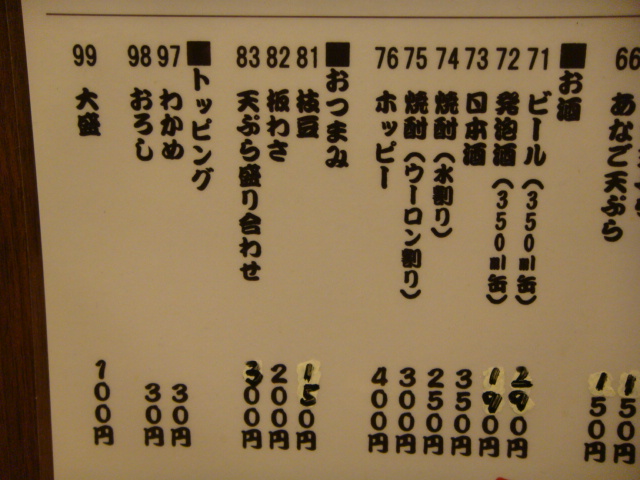 66 あなご天ぷら 150円
■お酒
71 ビール（350ml缶） 290円
72 発泡酒（350ml缶） 190円
73 日本酒 350円
74 焼酎（水割り） 250円
75 焼酎（ウーロン割り） 300円
76 ホッピー 400円
■おつまみ
81 枝豆 150円
82 板わさ 200円
83 天ぷら盛り合わせ 300円
■トッピング
97 わかめ 30円
98 おろし 30円
99 大盛 100円